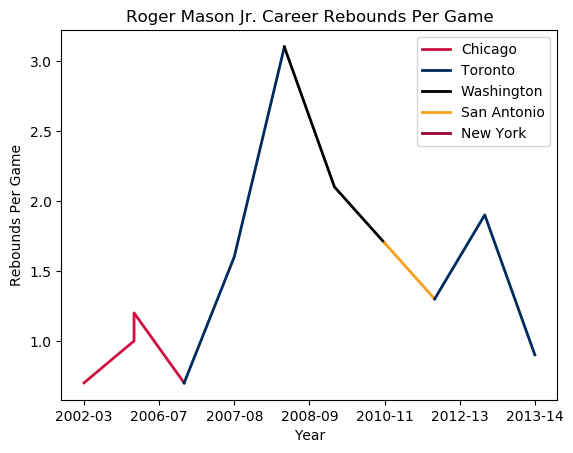 Roger Mason Jr. Career Rebounds Per Game
Chicago
Toronto
Washington
San Antonio
New York
Rebounds Per Game
3.0
2.5
2.0
1.5
1.0
2002-03 2006-07 2007-08 2008-09 2010-11 2012-13 2013-14
Year